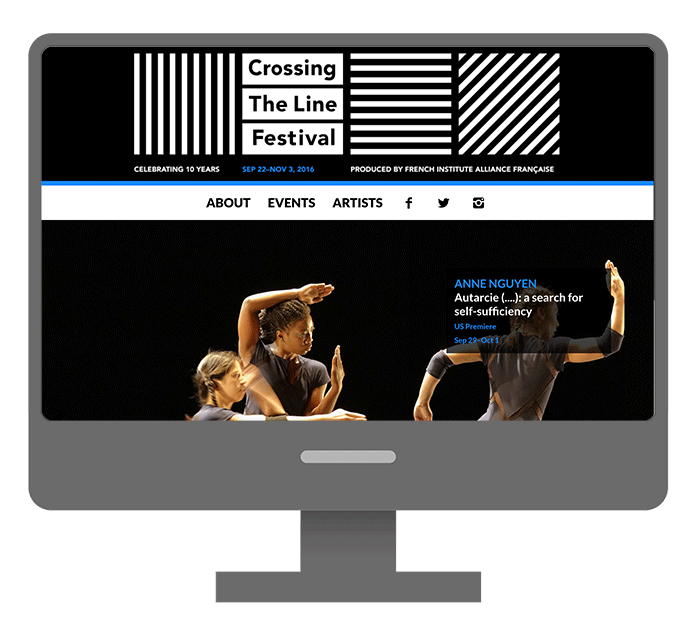 Crossing
The Line
Festival
CELEBRATING 10 YEARS
SEP 22–NOV 3, 2016
PRODUCED BY FRENCH INSTITUTE ALLIANCE FRANÇAISE
ABOUT EVENTS ARTISTS
ANNE NGUYEN
Autarcie (....): a search for
self-sufficiency
US Premiere
Sep 29–Oct 1